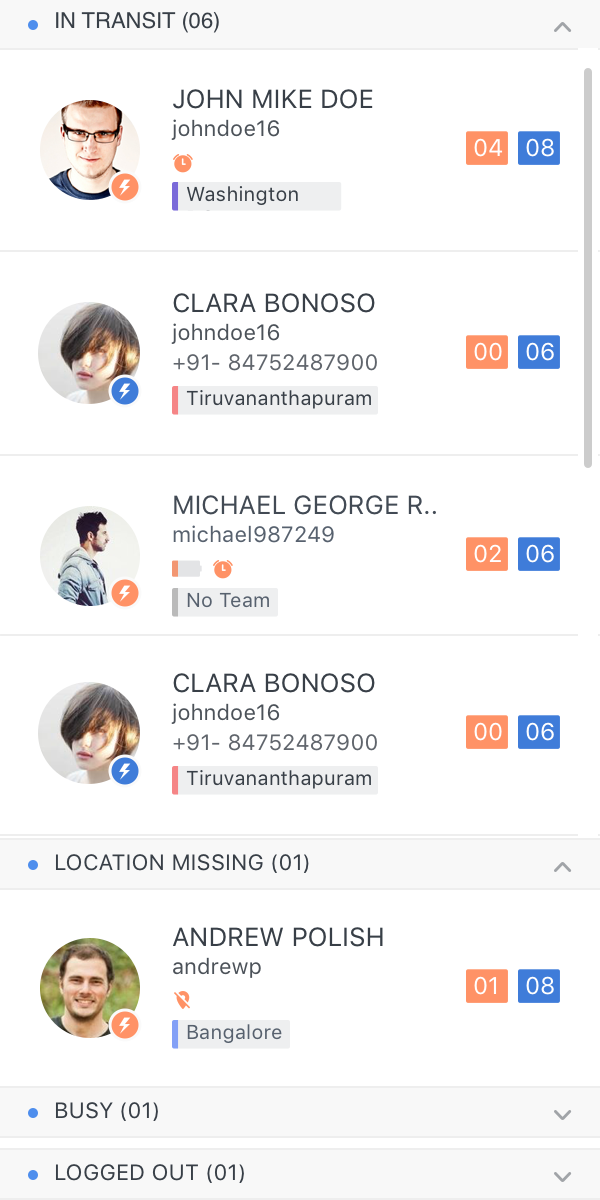 IN TRANSIT (06)
JOHN MIKE DOE
johndoe16
04 08
Washington
CLARA BONOSO
johndoe16
+91- 84752487900
00 06
Tiruvananthapuram
MICHAEL GEORGE R..
michael987249
02 06
No Team
CLARA BONOSO
johndoe16
+91- 84752487900
00 06
Tiruvananthapuram
LOCATION MISSING (01)
ANDREW POLISH
andrewp
01 08
Bangalore
BUSY (01)
LOGGED OUT (01)